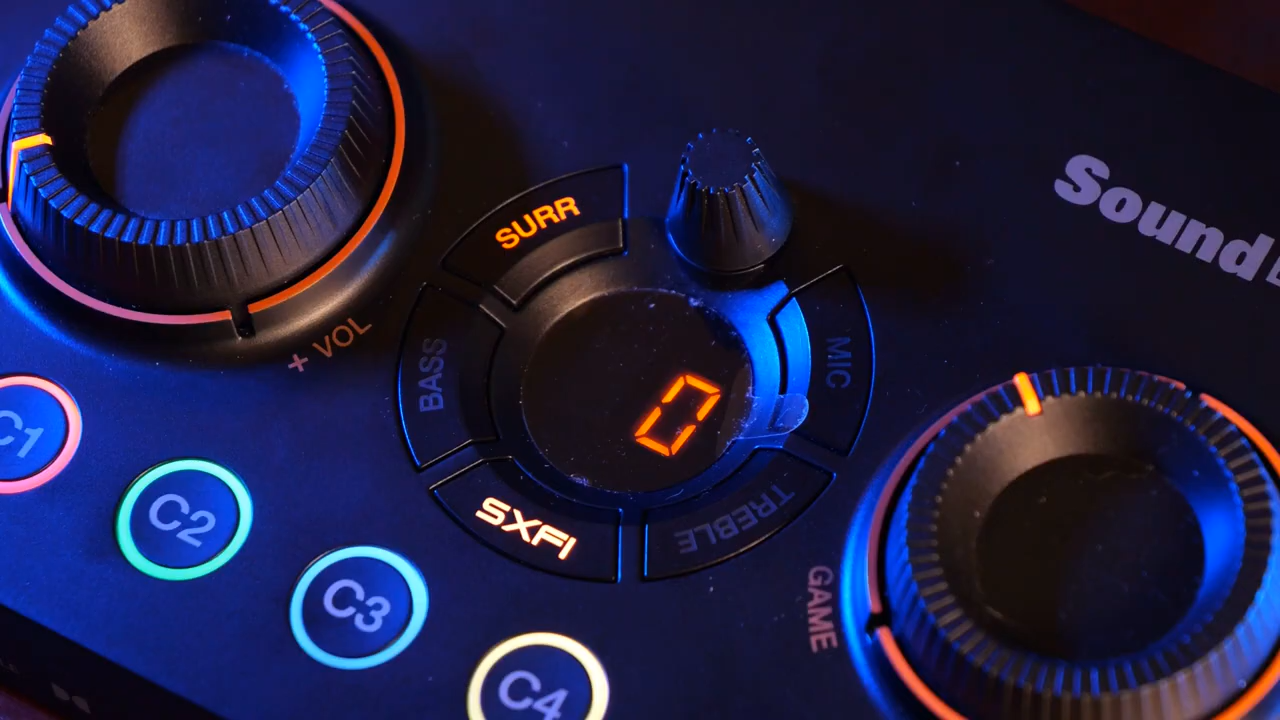 SURR
Sound
+ VOL
BASS
MIC
0
C1
C2
SXFI
TREBLE
C3
GAME
C4